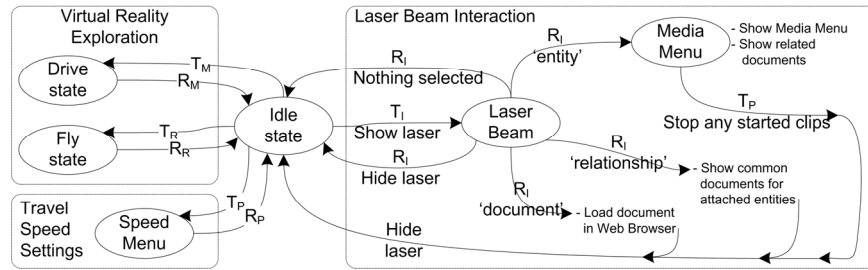 Virtual Reality
Exploration
Drive
state
T_M
R_M
Fly
state
T_R
R_R
Idle
state
Travel
Speed
Settings
Speed
Menu
T_P
R_P
Laser Beam Interaction
R_I
Nothing selected
T_I
Show laser
R_I
Hide laser
Laser
Beam
R_I
'entity'
Media
Menu
- Show Media Menu
- Show related
documents
T_P
Stop any started clips
R_I
'relationship'
- Show common
documents for
attached entities
R_I
'document'
- Load document
in Web Browser
Hide
laser